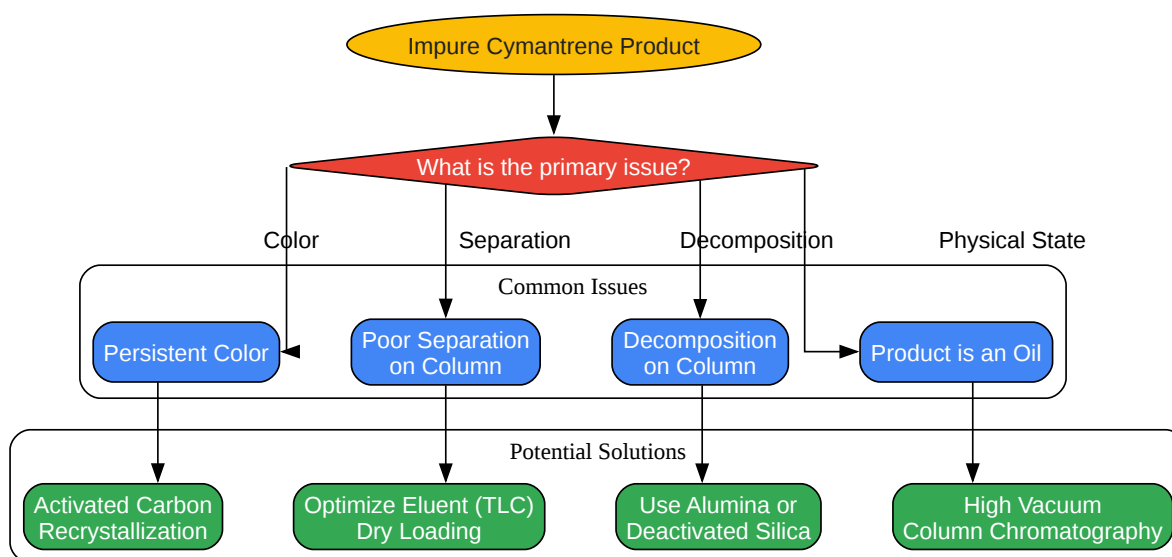 Impure Cymantrene Product
What is the primary issue?
Color
Separation
Decomposition
Physical State
Common Issues
Persistent Color
Poor Separation
on Column
Decomposition
on Column
Product is an Oil
Potential Solutions
Activated Carbon
Recrystallization
Optimize Eluent (TLC)
Dry Loading
Use Alumina or
Deactivated Silica
High Vacuum
Column Chromatography